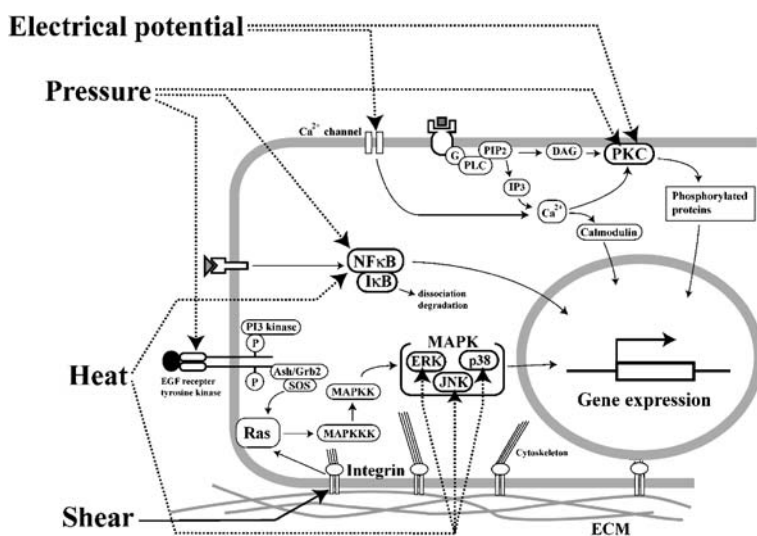 Electrical potential
Pressure
Ca2+ channel
G
PLC
PIP2
DAG
PKC
IP3
Ca2+
Phosphorylated
proteins
Calmodulin
NFκB
IκB
dissociation
degradation
PI3 kinase
P
MAPK
Heat
EGF recepter
tyrosine kinase
P
Ash/Grb2
SOS
MAPKK
ERK
p38
JNK
Gene expression
Ras
MAPKKK
Cytoskeleton
Integrin
Shear
ECM